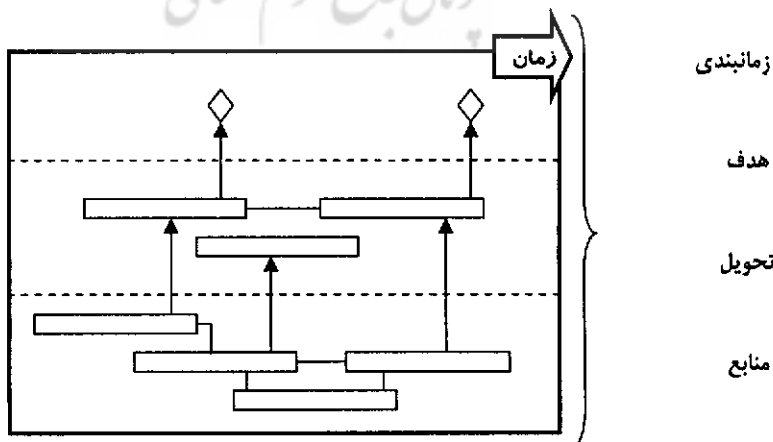 زمان
زمانبندی
هدف
تحویل
منابع